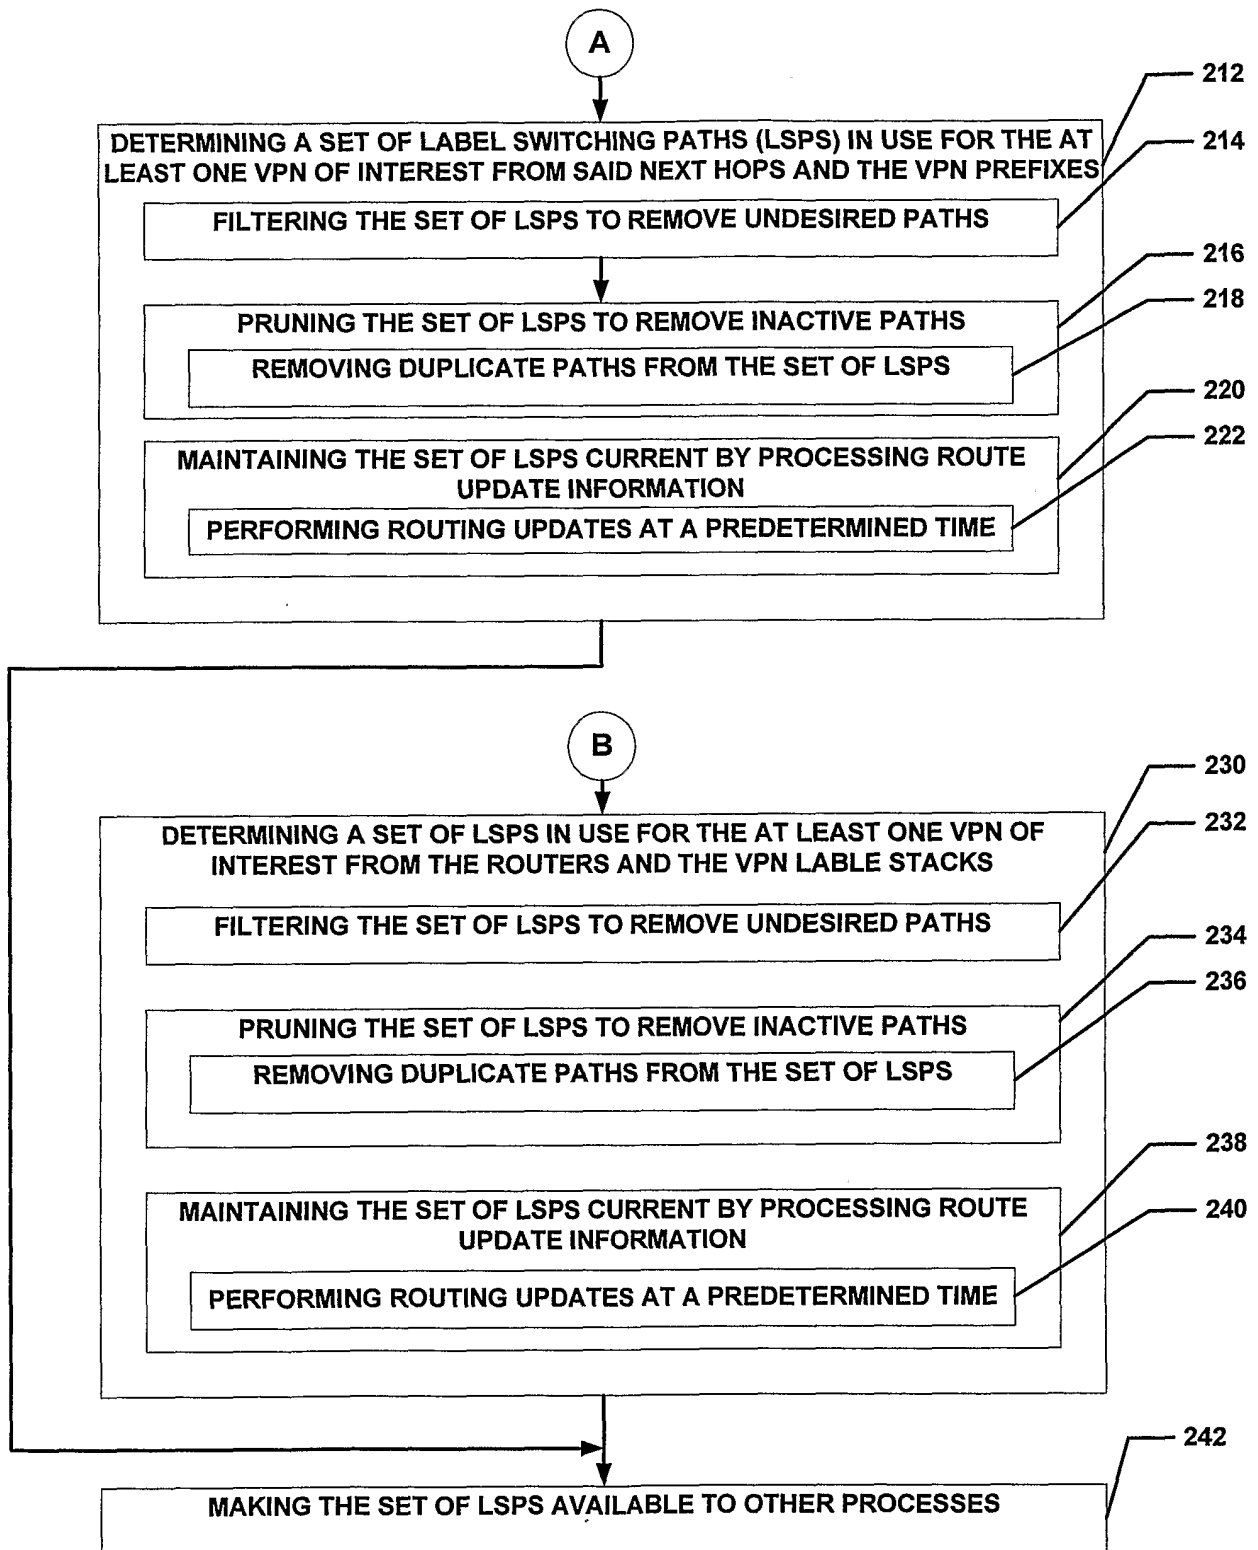 A
212
DETERMINING A SET OF LABEL SWITCHING PATHS (LSPS) IN USE FOR THE AT
LEAST ONE VPN OF INTEREST FROM SAID NEXT HOPS AND THE VPN PREFIXES
214
FILTERING THE SET OF LSPS TO REMOVE UNDESIRED PATHS
216
PRUNING THE SET OF LSPS TO REMOVE INACTIVE PATHS
218
REMOVING DUPLICATE PATHS FROM THE SET OF LSPS
220
MAINTAINING THE SET OF LSPS CURRENT BY PROCESSING ROUTE
UPDATE INFORMATION
222
PERFORMING ROUTING UPDATES AT A PREDETERMINED TIME
B
230
DETERMINING A SET OF LSPS IN USE FOR THE AT LEAST ONE VPN OF
INTEREST FROM THE ROUTERS AND THE VPN LABLE STACKS
232
FILTERING THE SET OF LSPS TO REMOVE UNDESIRED PATHS
234
PRUNING THE SET OF LSPS TO REMOVE INACTIVE PATHS
236
REMOVING DUPLICATE PATHS FROM THE SET OF LSPS
238
MAINTAINING THE SET OF LSPS CURRENT BY PROCESSING ROUTE
UPDATE INFORMATION
240
PERFORMING ROUTING UPDATES AT A PREDETERMINED TIME
242
MAKING THE SET OF LSPS AVAILABLE TO OTHER PROCESSES